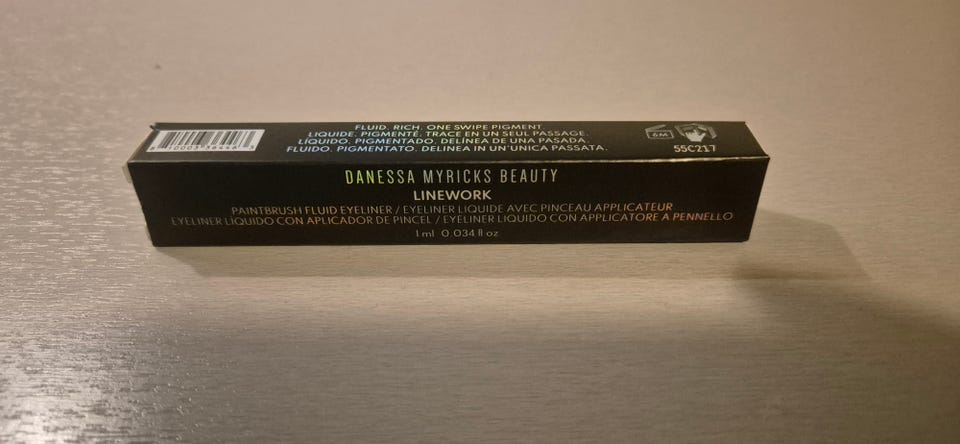 FLUID. RICH. ONE SWIPE PIGMENT.
LIQUIDE. PIGMENTÉ. TRACE EN UN SEUL PASSAGE.
LÍQUIDO. PIGMENTADO. DELINEA DE UNA PASADA.
FLUIDO. PIGMENTATO. DELINEA IN UN'UNICA PASSATA.
6M
55C217
DANESSA MYRICKS BEAUTY
LINEWORK
PAINTBRUSH FLUID EYELINER / EYELINER LIQUIDE AVEC PINCEAU APPLICATEUR
EYELINER LIQUIDO CON APLICADOR DE PINCEL / EYELINER LIQUIDO CON APPLICATORE A PENNELLO
1 ml 0.034 fl oz